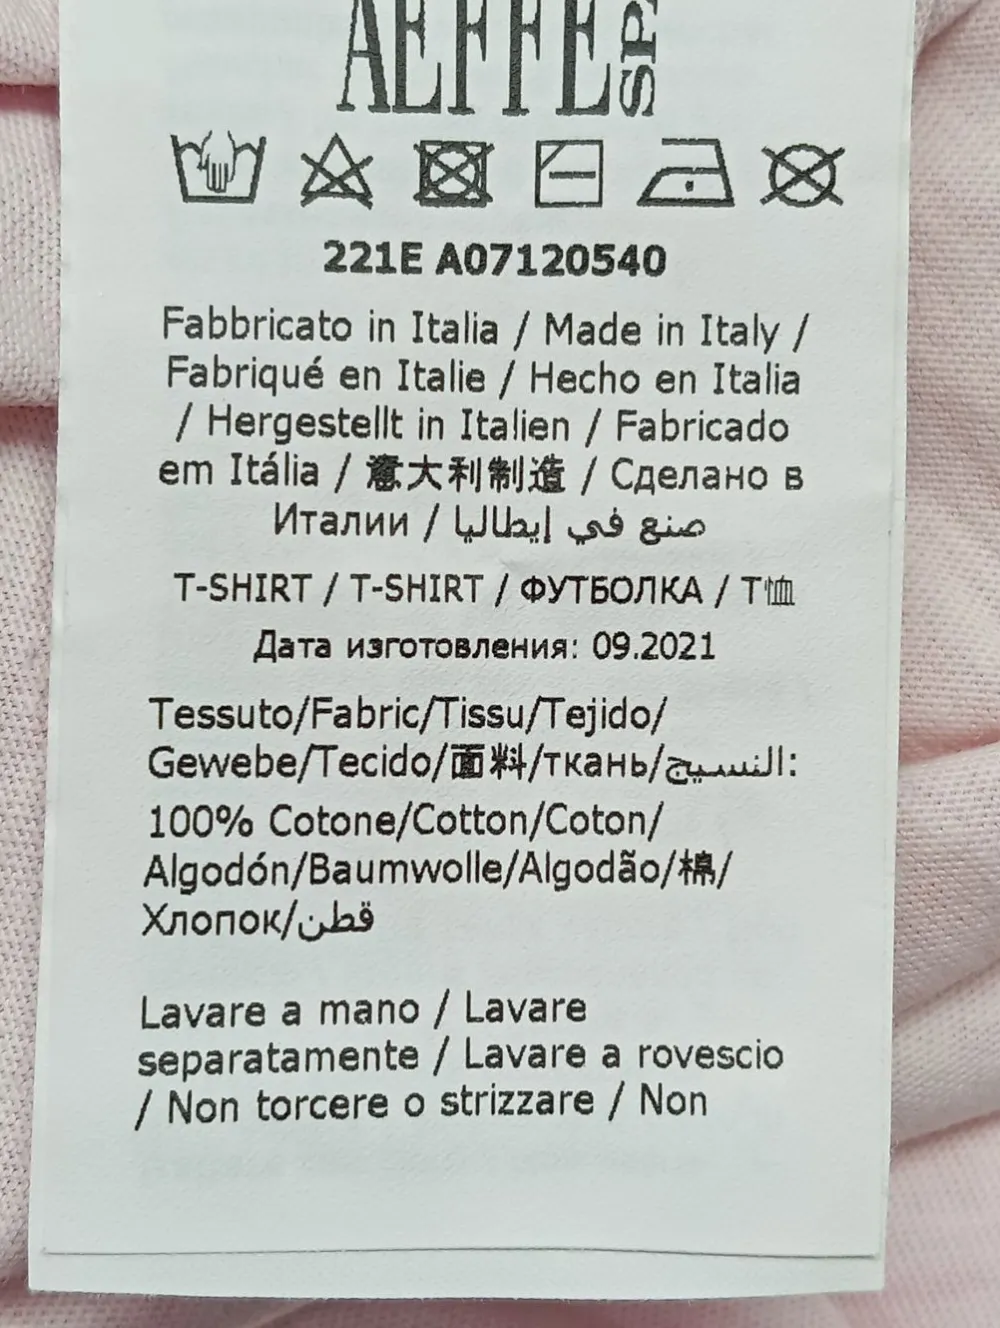 AEFFE SP
221E A07120540
Fabbricato in Italia / Made in Italy /
Fabriqué en Italie / Hecho en Italia
/ Hergestellt in Italien / Fabricado
em Itália / 意大利制造 / Сделано в
Италии / صنع في إيطاليا
T-SHIRT / T-SHIRT / ФУТБОЛКА / T恤
Дата изготовления: 09.2021
Tessuto/Fabric/Tissu/Tejido/
Gewebe/Tecido/面料/ткань/النسيج:
100% Cotone/Cotton/Coton/
Algodón/Baumwolle/Algodão/棉/
Хлопок/قطن
Lavare a mano / Lavare
separatamente / Lavare a rovescio
/ Non torcere o strizzare / Non